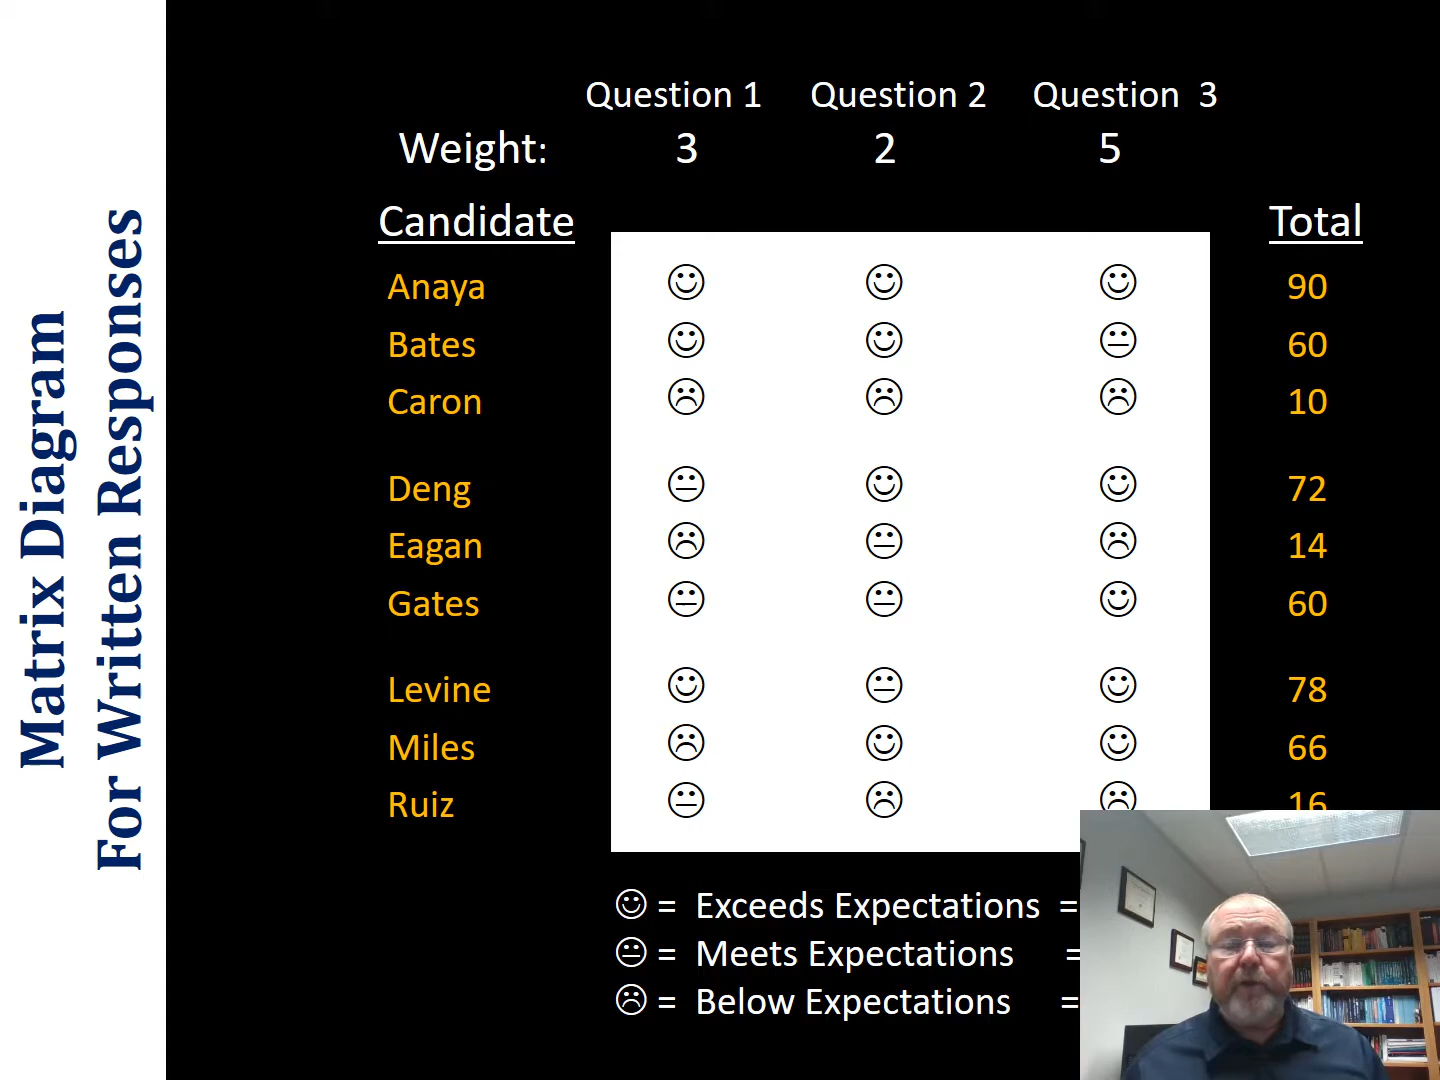 Matrix Diagram
For Written Responses
Question 1 Question 2 Question 3
Weight: 3 2 5
Candidate Total
Anaya 90
Bates 60
Caron 10
Deng 72
Eagan 14
Gates 60
Levine 78
Miles 66
Ruiz 16
= Exceeds Expectations =
= Meets Expectations =
= Below Expectations =